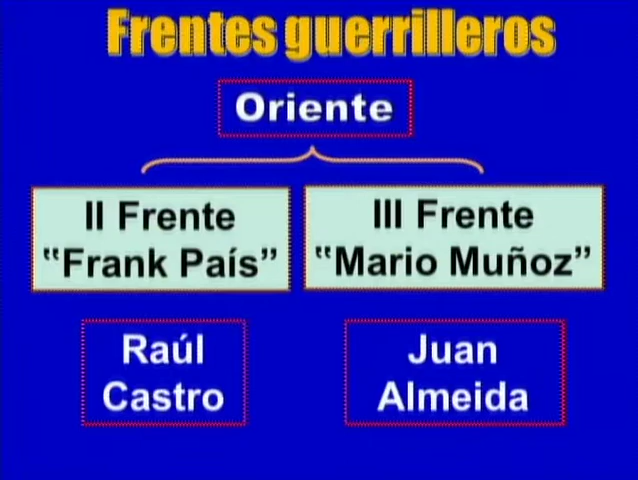 Frentes guerrilleros
Oriente
II Frente
"Frank País"
III Frente
"Mario Muñoz"
Raúl
Castro
Juan
Almeida